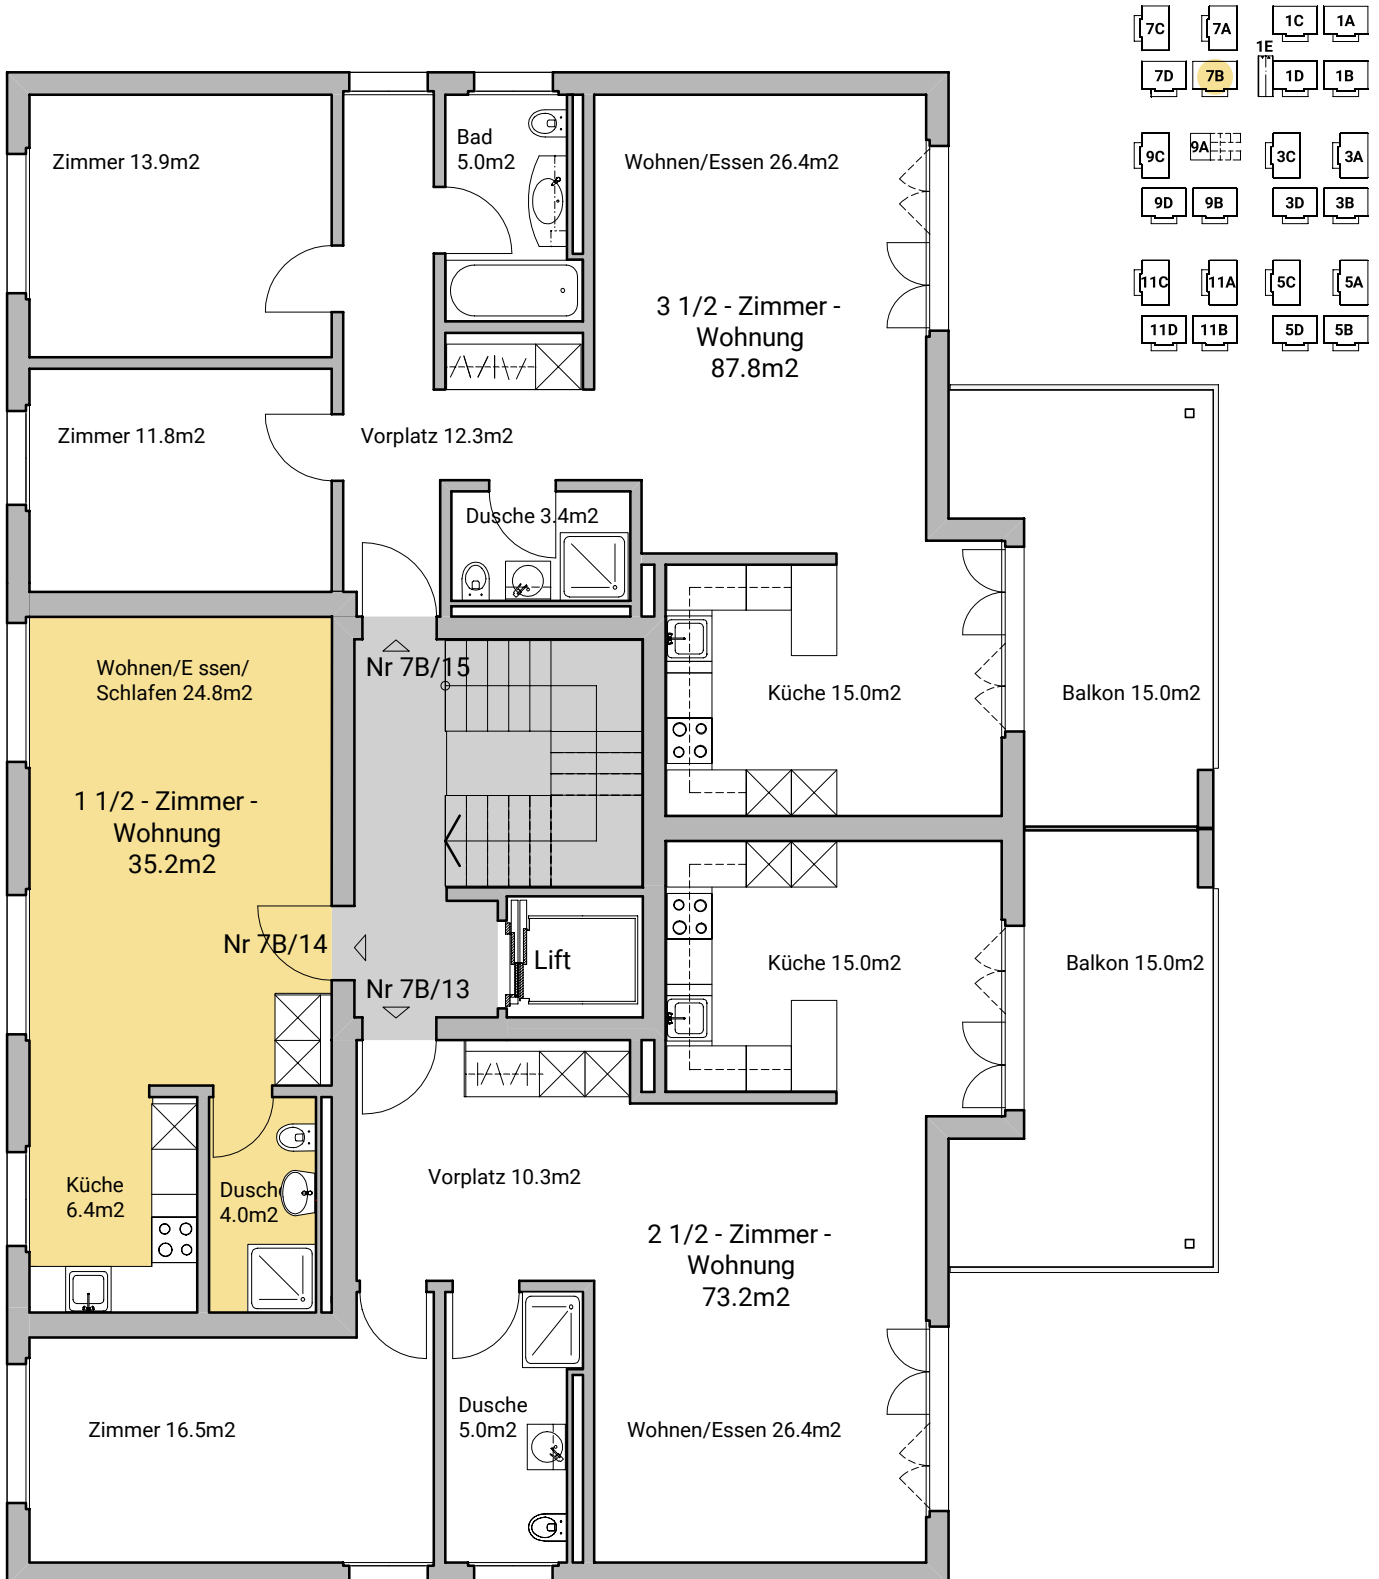 7C
7A
1C
1A
1E
7D
7B
1D
1B
9C
9A
3C
3A
9D
9B
3D
3B
11C
11A
5C
5A
11D
11B
5D
5B
Zimmer 13.9m2
Bad
5.0m2
Wohnen/Essen 26.4m2
3 1/2 - Zimmer -
Wohnung
87.8m2
Zimmer 11.8m2
Vorplatz 12.3m2
Dusche 3.4m2
Nr 7B/15
Wohnen/E ssen/
Schlafen 24.8m2
Küche 15.0m2
Balkon 15.0m2
1 1/2 - Zimmer -
Wohnung
35.2m2
Nr 7B/14
Lift
Nr 7B/13
Küche 15.0m2
Balkon 15.0m2
Küche
6.4m2
Dusche
4.0m2
Vorplatz 10.3m2
2 1/2 - Zimmer -
Wohnung
73.2m2
Zimmer 16.5m2
Dusche
5.0m2
Wohnen/Essen 26.4m2